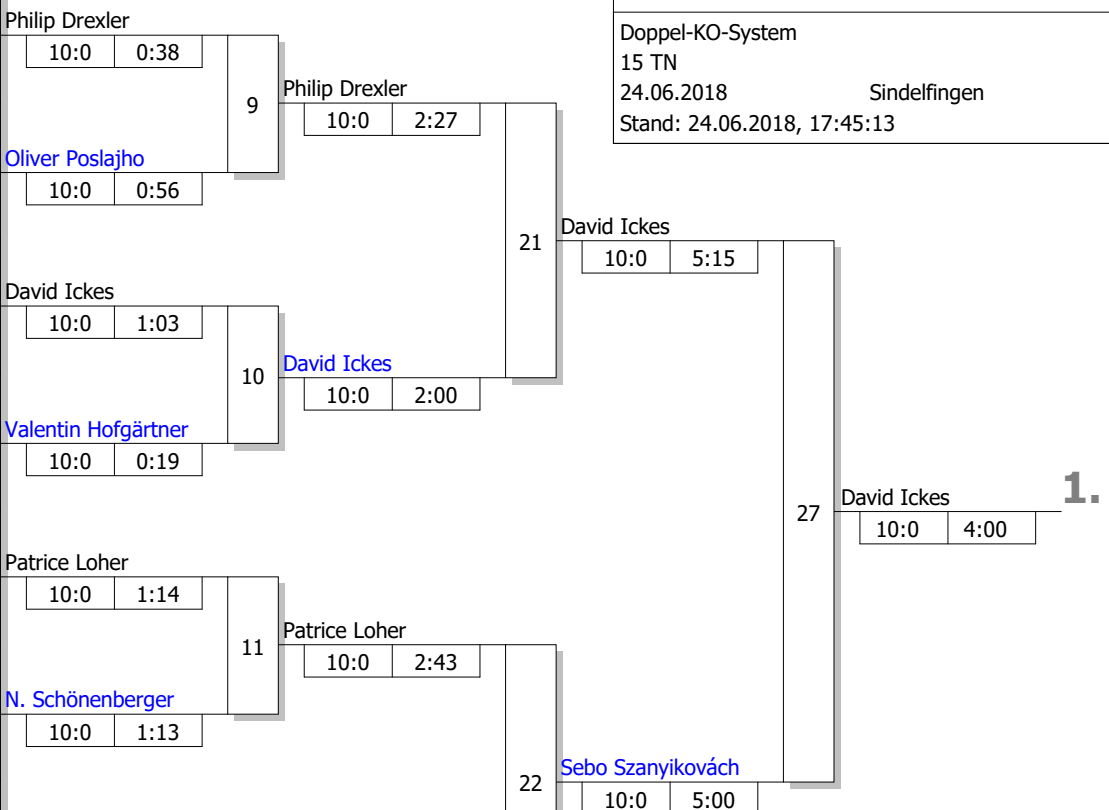 Philip Drexler
10:0 0:38
9
Oliver Poslajho
10:0 0:56
David Ickes
10:0 1:03
10
Valentin Hofgärtner
10:0 0:19
Patrice Loher
10:0 1:14
11
N. Schönenberger
10:0 1:13
Philip Drexler
10:0 2:27
21
David Ickes
10:0 2:00
Patrice Loher
10:0 2:43
22
David Ickes
10:0 5:15
27
Sebo Szanyikovách
10:0 5:00
David Ickes
10:0 4:00
1.
Doppel-KO-System
15 TN
24.06.2018 Sindelfingen
Stand: 24.06.2018, 17:45:13